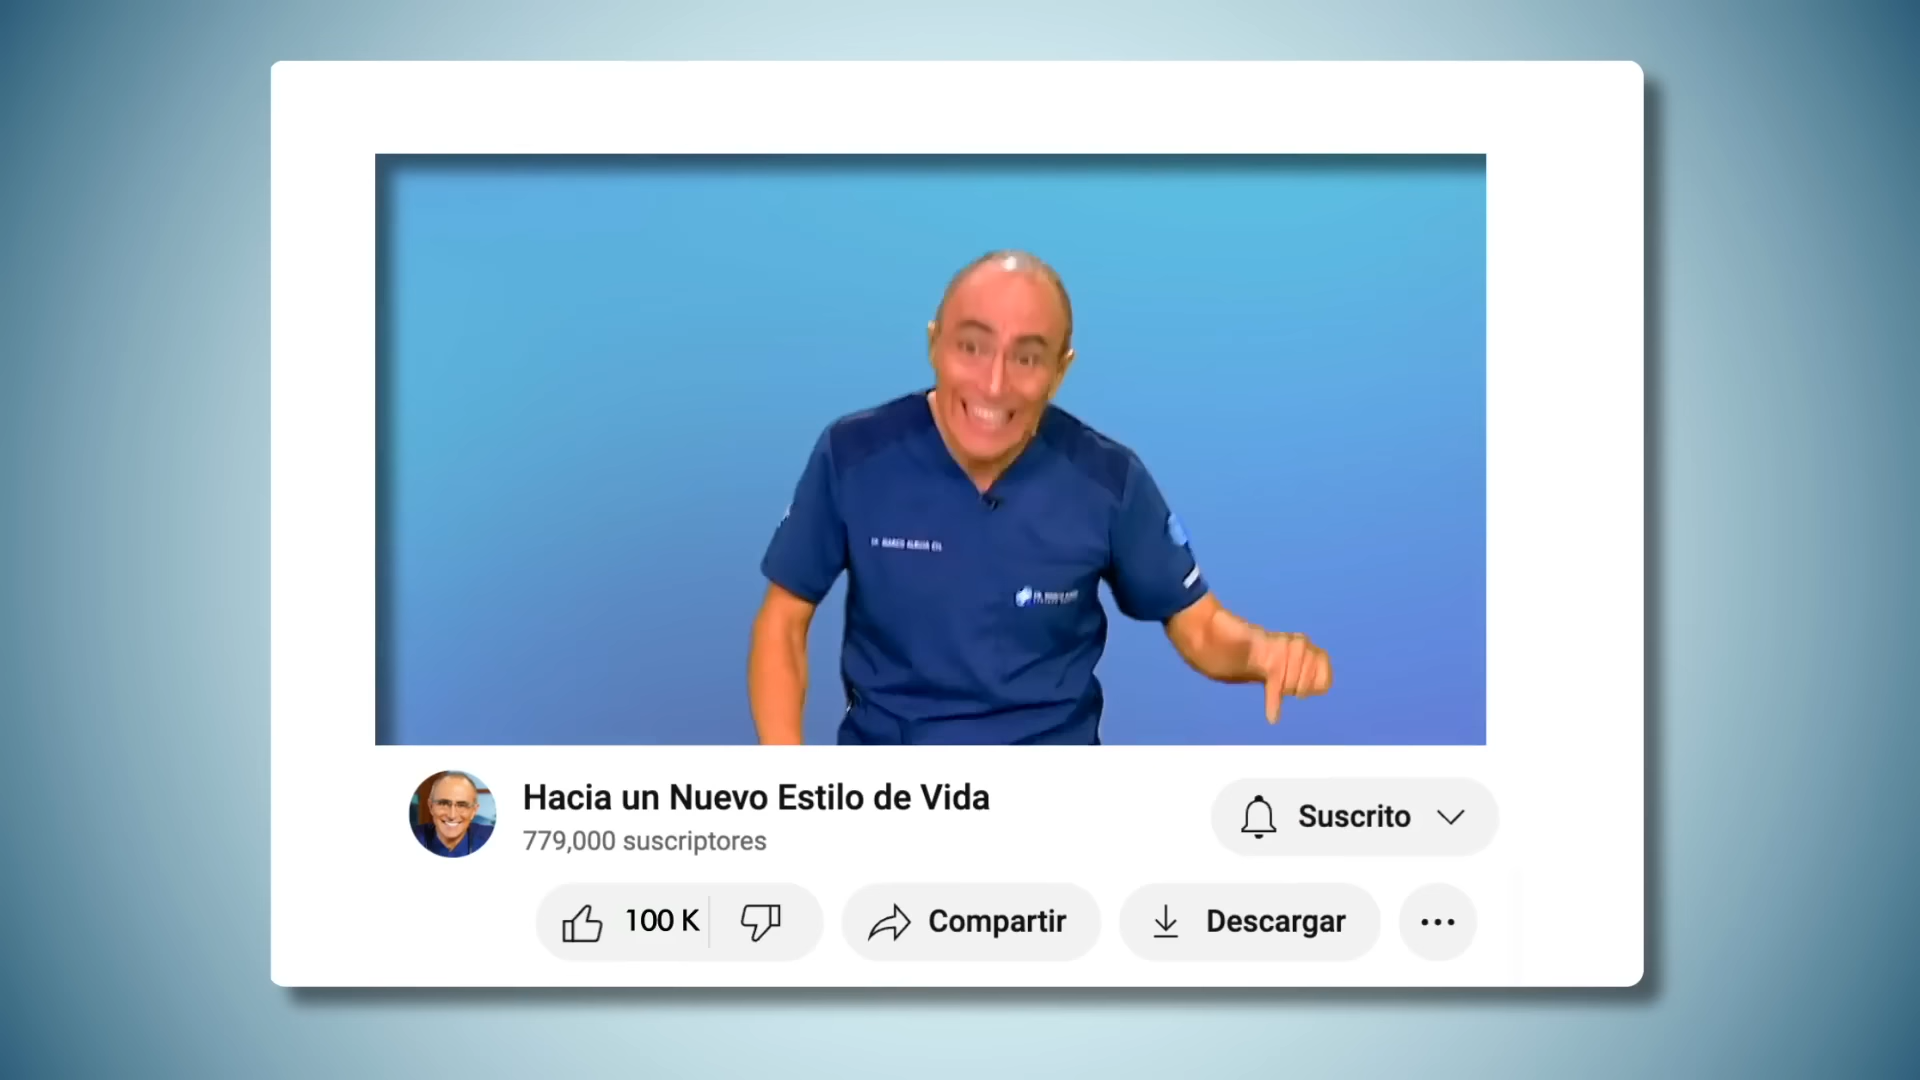 Hacia un Nuevo Estilo de Vida
779,000 suscriptores
Suscrito
100 K
Compartir
Descargar